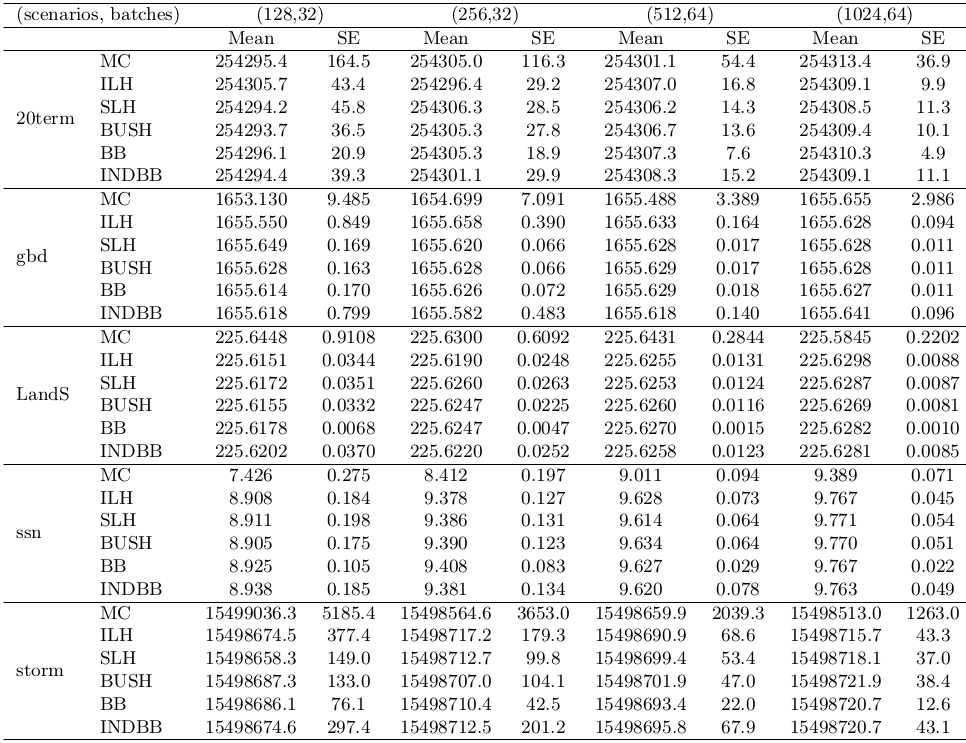 (scenarios, batches) (128,32) (256,32) (512,64) (1024,64)
Mean SE Mean SE Mean SE Mean SE
20term
MC 254295.4 164.5 254305.0 116.3 254301.1 54.4 254313.4 36.9
ILH 254305.7 43.4 254296.4 29.2 254307.0 16.8 254309.1 9.9
SLH 254294.2 45.8 254306.3 28.5 254306.2 14.3 254308.5 11.3
BUSH 254293.7 36.5 254305.3 27.8 254306.7 13.6 254309.4 10.1
BB 254296.1 20.9 254305.3 18.9 254307.3 7.6 254310.3 4.9
INDBB 254294.4 39.3 254301.1 29.9 254308.3 15.2 254309.1 11.1
gbd
MC 1653.130 9.485 1654.699 7.091 1655.488 3.389 1655.655 2.986
ILH 1655.550 0.849 1655.658 0.390 1655.633 0.164 1655.628 0.094
SLH 1655.649 0.169 1655.620 0.066 1655.628 0.017 1655.628 0.011
BUSH 1655.628 0.163 1655.628 0.066 1655.629 0.017 1655.628 0.011
BB 1655.614 0.170 1655.626 0.072 1655.629 0.018 1655.627 0.011
INDBB 1655.618 0.799 1655.582 0.483 1655.618 0.140 1655.641 0.096
LandS
MC 225.6448 0.9108 225.6300 0.6092 225.6431 0.2844 225.5845 0.2202
ILH 225.6151 0.0344 225.6190 0.0248 225.6255 0.0131 225.6298 0.0088
SLH 225.6172 0.0351 225.6260 0.0263 225.6253 0.0124 225.6287 0.0087
BUSH 225.6155 0.0332 225.6247 0.0225 225.6260 0.0116 225.6269 0.0081
BB 225.6178 0.0068 225.6247 0.0047 225.6270 0.0015 225.6282 0.0010
INDBB 225.6202 0.0370 225.6220 0.0252 225.6258 0.0123 225.6281 0.0085
ssn
MC 7.426 0.275 8.412 0.197 9.011 0.094 9.389 0.071
ILH 8.908 0.184 9.378 0.127 9.628 0.073 9.767 0.045
SLH 8.911 0.198 9.386 0.131 9.614 0.064 9.771 0.054
BUSH 8.905 0.175 9.390 0.123 9.634 0.064 9.770 0.051
BB 8.925 0.105 9.408 0.083 9.627 0.029 9.767 0.022
INDBB 8.938 0.185 9.381 0.134 9.620 0.078 9.763 0.049
storm
MC 15499036.3 5185.4 15498564.6 3653.0 15498659.9 2039.3 15498513.0 1263.0
ILH 15498674.5 377.4 15498717.2 179.3 15498690.9 68.6 15498715.7 43.3
SLH 15498658.3 149.0 15498712.7 99.8 15498699.4 53.4 15498718.1 37.0
BUSH 15498687.3 133.0 15498707.0 104.1 15498701.9 47.0 15498721.9 38.4
BB 15498686.1 76.1 15498710.4 42.5 15498693.4 22.0 15498720.7 12.6
INDBB 15498674.6 297.4 15498712.5 201.2 15498695.8 67.9 15498720.7 43.1